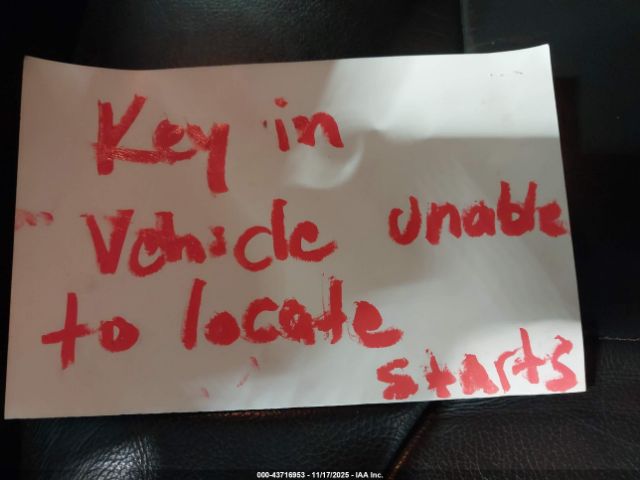 Key in
Vehicle unable
to locate
starts
000-43716953 - 11/17/2025 - IAA Inc.